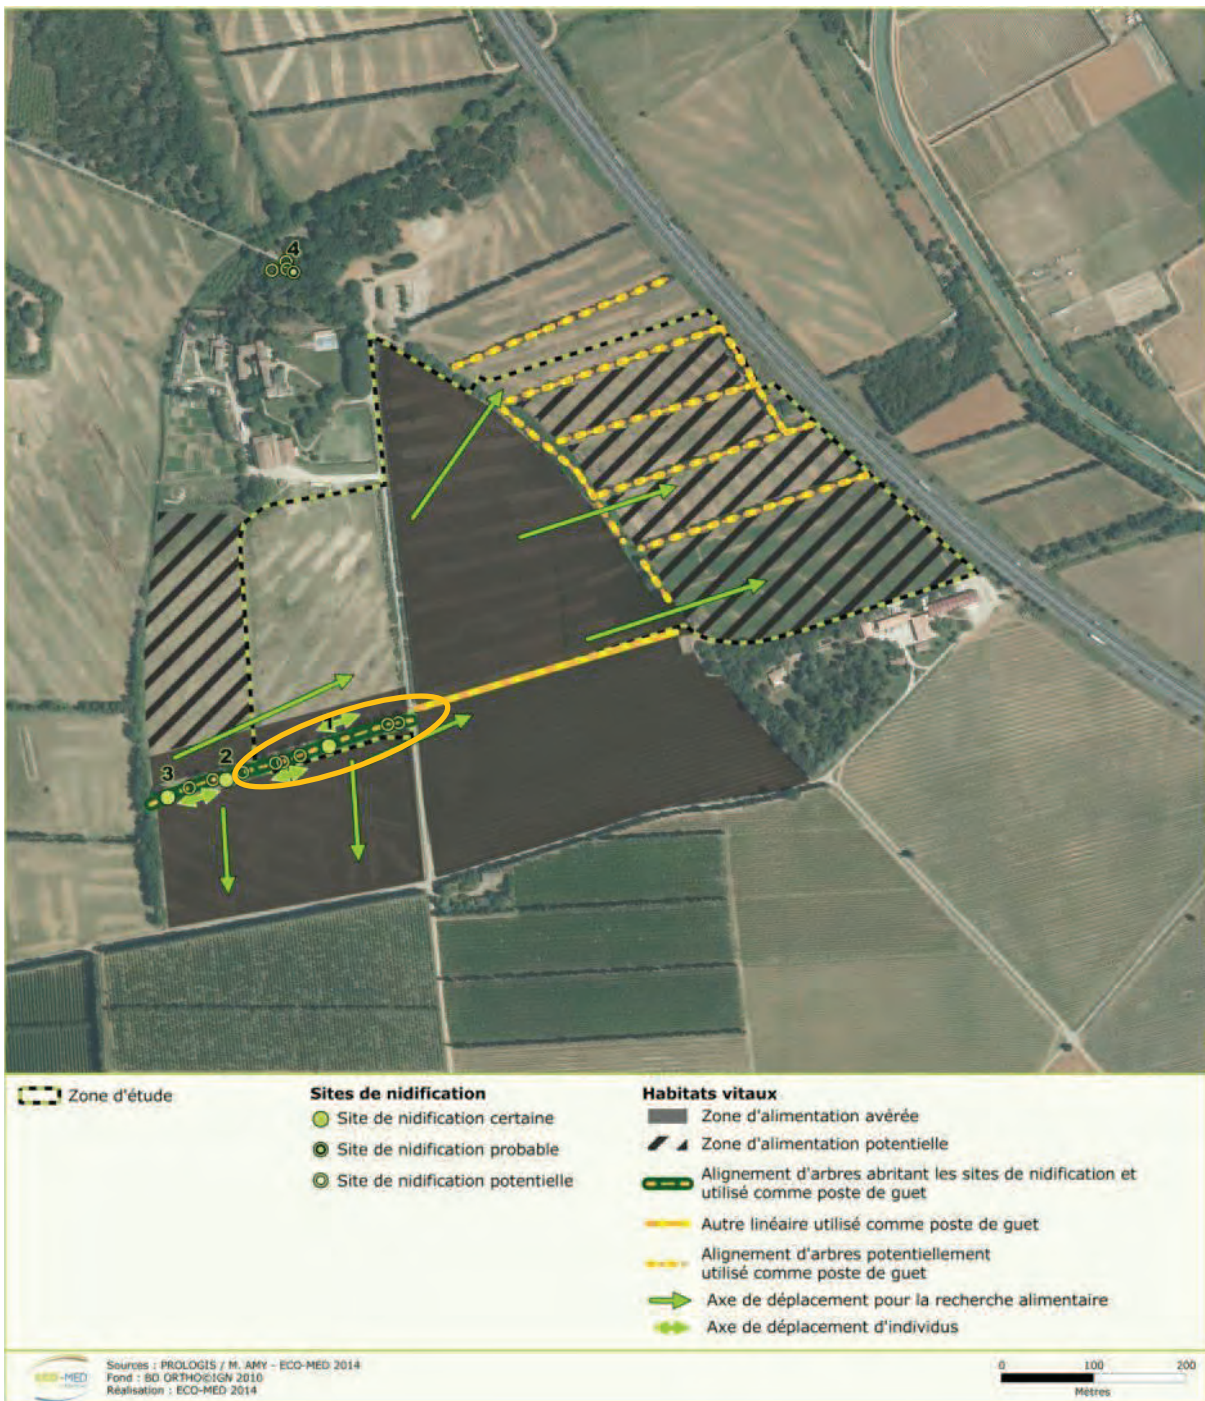 4
1
2
3
Zone d'étude
Sites de nidification
Site de nidification certaine
Site de nidification probable
Site de nidification potentielle
Habitats vitaux
Zone d'alimentation avérée
Zone d'alimentation potentielle
Alignement d'arbres abritant les sites de nidification et
utilisé comme poste de guet
Autre linéaire utilisé comme poste de guet
Alignement d'arbres potentiellement
utilisé comme poste de guet
Axe de déplacement pour la recherche alimentaire
Axe de déplacement d'individus
ECO-MED
Sources : PROLOGIS / M. AMY - ECO-MED 2014
Fond : BD ORTHO©IGN 2010
Réalisation : ECO-MED 2014
0 100 200
Mètres